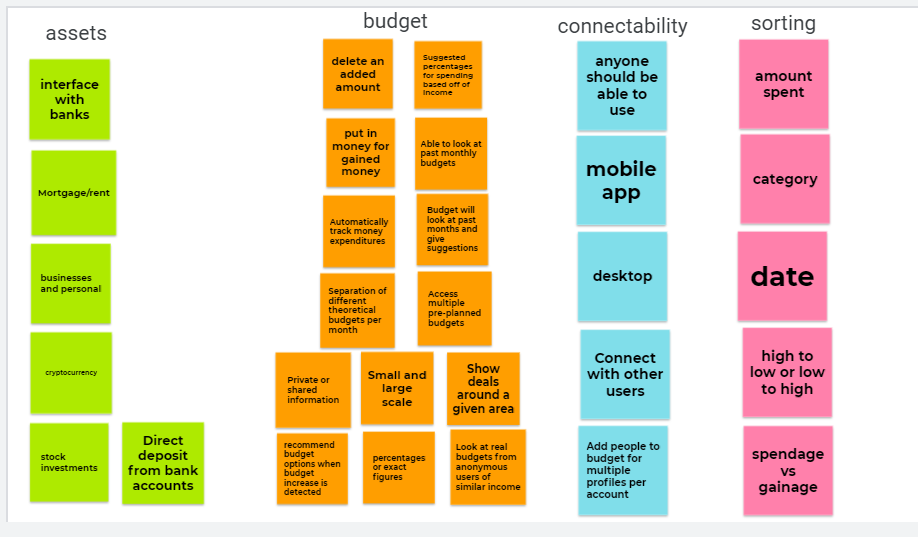 assets
interface
with
banks
Mortgage/rent
businesses
and personal
cryptocurrency
stock
investments
Direct
deposit
from bank
accounts
budget
delete an
added
amount
Suggested
percentages
for spending
based off of
income
put in
money for
gained
money
Able to look at
past monthly
budgets
Automatically
track money
expenditures
Budget will
look at past
months and
give
suggestions
Separation of
different
theoretical
budgets per
month
Access
multiple
pre-planned
budgets
Private or
shared
information
Small and
large
scale
Show
deals
around a
given area
recommend
budget
options when
budget
increase is
detected
percentages
or exact
figures
Look at real
budgets from
anonymous
users of
similar income
connectability
anyone
should be
able to
use
mobile
app
desktop
Connect
with other
users
Add people to
budget for
multiple
profiles per
account
sorting
amount
spent
category
date
high to
low or low
to high
spendage
vs
gainage